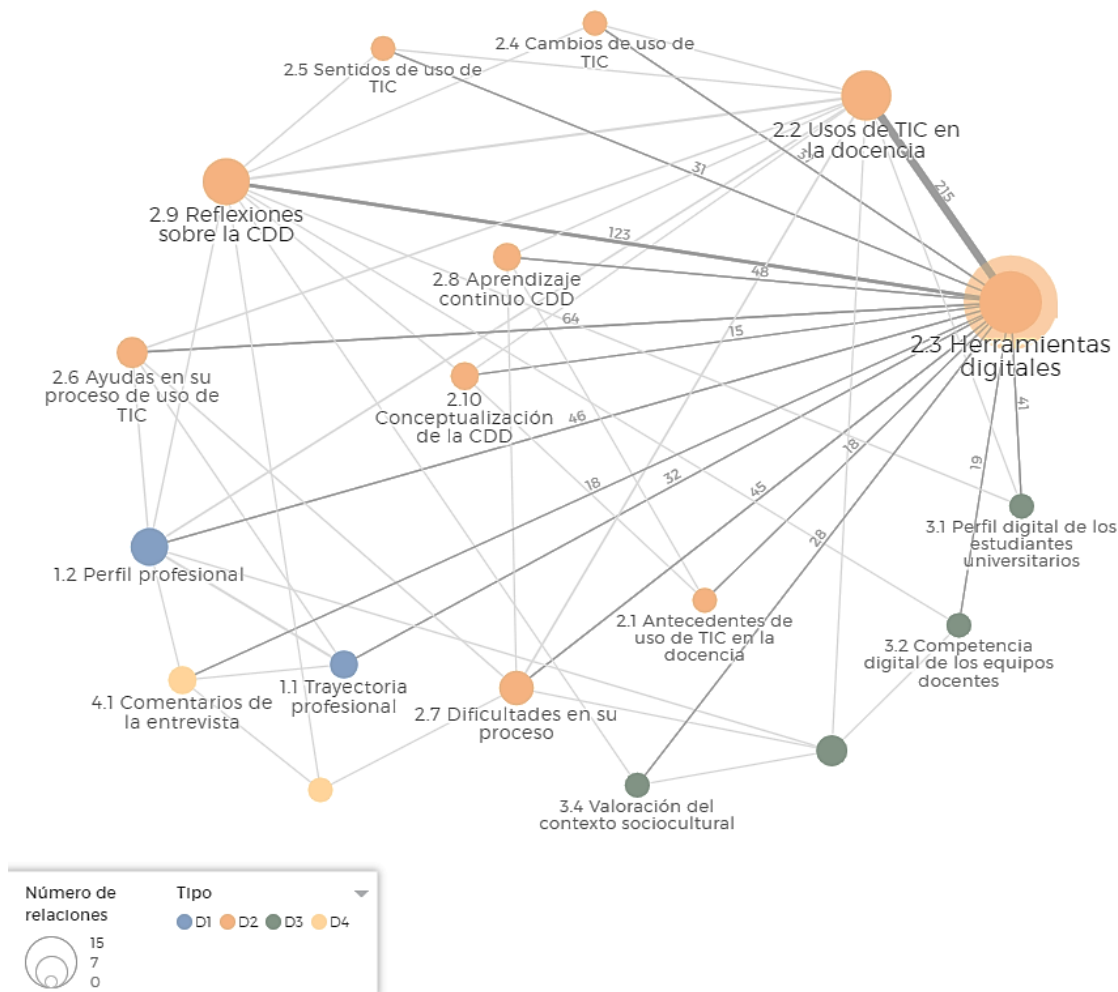 2.4 Cambios de uso de
TIC
2.5 Sentidos de uso de
TIC
2.2 Usos de TIC en
la docencia
31
215
2.9 Reflexiones
sobre la CDD
123
2.8 Aprendizaje
continuo CDD
48
64
15
2.3 Herramientas
digitales
2.6 Ayudas en su
proceso de uso de
TIC
2.10
Conceptualización
de la CDD
46
41
18
32
45
18
19
28
3.1 Perfil digital de los
estudiantes
universitarios
1.2 Perfil profesional
2.1 Antecedentes de
uso de TIC en la
docencia
3.2 Competencia
digital de los equipos
docentes
4.1 Comentarios de
la entrevista
1.1 Trayectoria
profesional
2.7 Dificultades en su
proceso
3.4 Valoración del
contexto sociocultural
Número de
relaciones
15
7
0
Tipo
D1 D2 D3 D4